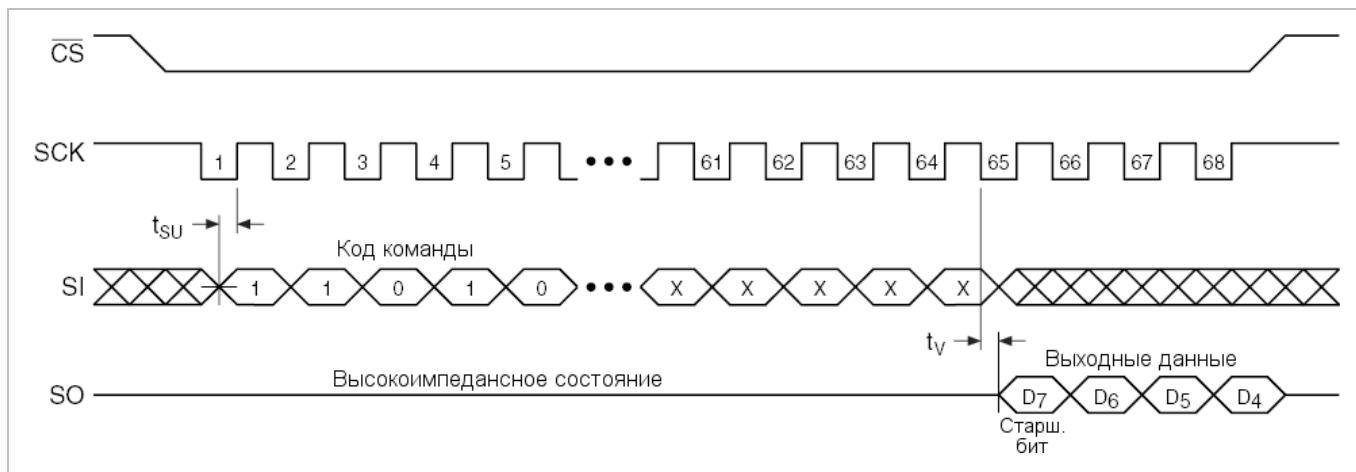 CS
SCK 1 2 3 4 5 ••• 61 62 63 64 65 66 67 68
tSU
Код команды
SI 1 1 0 1 0 ••• X X X X X
tV
Выходные данные
Высокоимпедансное состояние
SO D7 D6 D5 D4
Старш.
бит